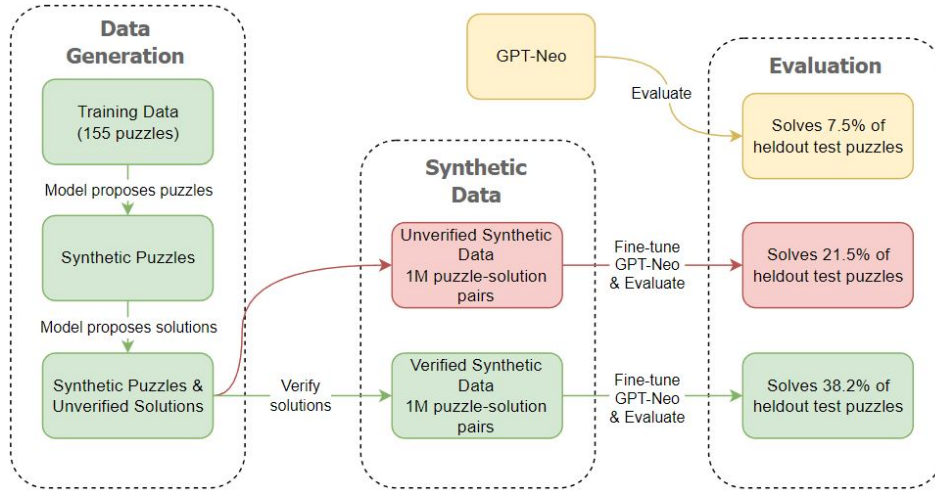 Data
Generation
Training Data
(155 puzzles)
Model proposes puzzles
Synthetic Puzzles
Model proposes solutions
Synthetic Puzzles &
Unverified Solutions
Verify
solutions
Synthetic
Data
Unverified Synthetic
Data
1M puzzle-solution
pairs
Verified Synthetic
Data
1M puzzle-solution
pairs
GPT-Neo
Evaluate
Fine-tune
GPT-Neo
& Evaluate
Fine-tune
GPT-Neo
& Evaluate
Evaluation
Solves 7.5% of
heldout test puzzles
Solves 21.5% of
heldout test puzzles
Solves 38.2% of
heldout test puzzles